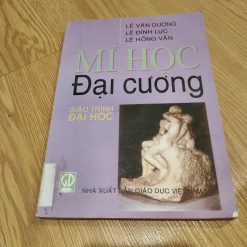 LÊ VĂN DƯƠNG
LÊ ĐÌNH LỤC
LÊ HỒNG VÂN
MĨ HỌC
Đại cương
GIÁO TRÌNH
ĐẠI HỌC
NHÀ XUẤT BẢN GIÁO DỤC VIỆT NAM